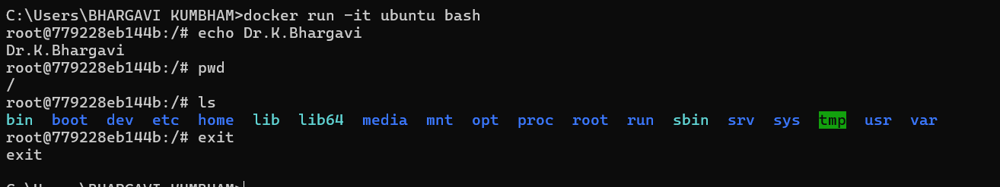 C:\Users\BHARGAVI KUMBHAM>docker run -it ubuntu bash
root@779228eb144b:/# echo Dr.K.Bhargavi
Dr.K.Bhargavi
root@779228eb144b:/# pwd
/
root@779228eb144b:/# ls
bin  boot  dev  etc  home  lib  lib64  media  mnt  opt  proc  root  run  sbin  srv  sys  tmp  usr  var
root@779228eb144b:/# exit
exit
C:\Users\BHARGAVI KUMBHAM>